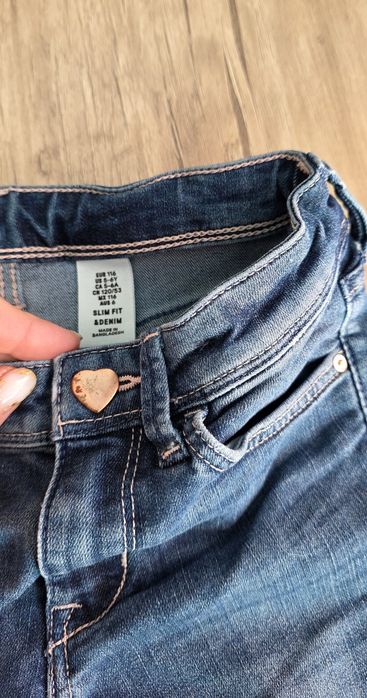 EUR 116
US 5-6Y
CA 5-6A
CN 120/53
MX 116
AUS 6
SLIM FIT
&DENIM
MADE IN
BANGLADESH